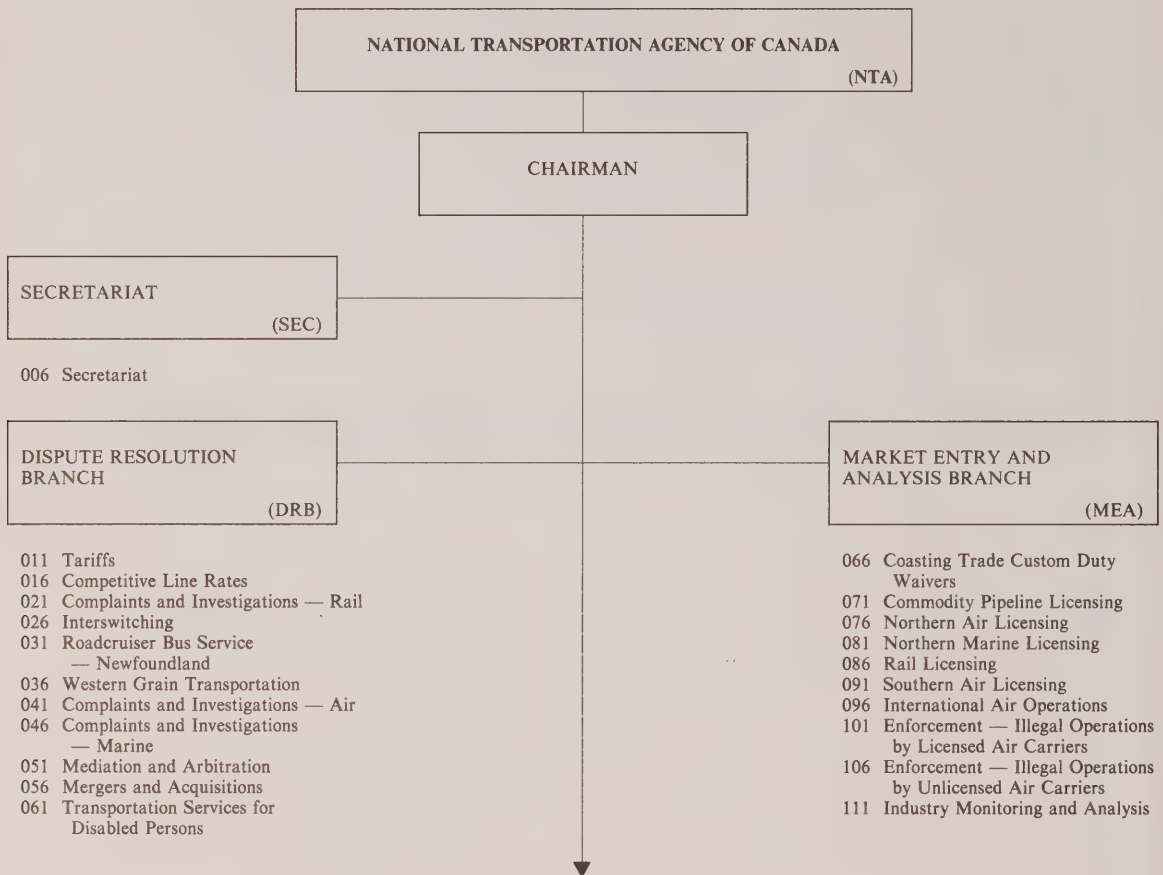 NATIONAL TRANSPORTATION AGENCY OF CANADA
(NTA)
CHAIRMAN
SECRETARIAT
(SEC)
006 Secretariat
DISPUTE RESOLUTION
BRANCH
(DRB)
011 Tariffs
016 Competitive Line Rates
021 Complaints and Investigations — Rail
026 Interswitching
031 Roadcruiser Bus Service
— Newfoundland
036 Western Grain Transportation
041 Complaints and Investigations — Air
046 Complaints and Investigations
— Marine
051 Mediation and Arbitration
056 Mergers and Acquisitions
061 Transportation Services for
Disabled Persons
MARKET ENTRY AND
ANALYSIS BRANCH
(MEA)
066 Coasting Trade Custom Duty
Waivers
071 Commodity Pipeline Licensing
076 Northern Air Licensing
081 Northern Marine Licensing
086 Rail Licensing
091 Southern Air Licensing
096 International Air Operations
101 Enforcement — Illegal Operations
by Licensed Air Carriers
106 Enforcement — Illegal Operations
by Unlicensed Air Carriers
111 Industry Monitoring and Analysis